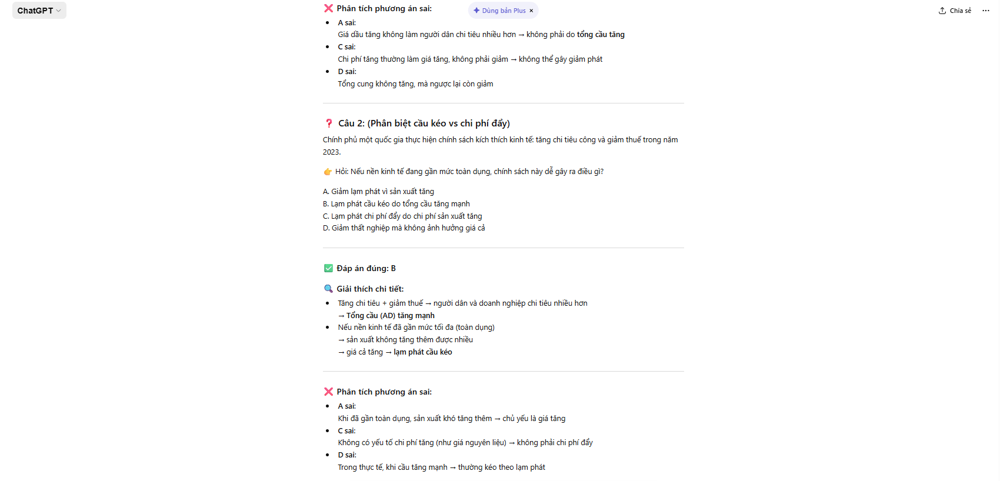 ChatGPT
Dùng bản Plus ×
Chia sẻ
❌ Phân tích phương án sai:
• A sai:
Giá dầu tăng không làm người dân chi tiêu nhiều hơn → không phải do tổng cầu tăng
• C sai:
Chi phí tăng thường làm giá tăng, không phải giảm → không thể gây giảm phát
• D sai:
Tổng cung không tăng, mà ngược lại còn giảm
❓ Câu 2: (Phân biệt cầu kéo vs chi phí đẩy)
Chính phủ một quốc gia thực hiện chính sách kích thích kinh tế: tăng chi tiêu công và giảm thuế trong năm
2023.
👉 Hỏi: Nếu nền kinh tế đang gần mức toàn dụng, chính sách này dễ gây ra điều gì?
A. Giảm lạm phát vì sản xuất tăng
B. Lạm phát cầu kéo do tổng cầu tăng mạnh
C. Lạm phát chi phí đẩy do chi phí sản xuất tăng
D. Giảm thất nghiệp mà không ảnh hưởng giá cả
✅ Đáp án đúng: B
🔍 Giải thích chi tiết:
• Tăng chi tiêu + giảm thuế → người dân và doanh nghiệp chi tiêu nhiều hơn
→ Tổng cầu (AD) tăng mạnh
• Nếu nền kinh tế đã gần mức tối đa (toàn dụng)
→ sản xuất không tăng thêm được nhiều
→ giá cả tăng → lạm phát cầu kéo
❌ Phân tích phương án sai:
• A sai:
Khi đã gần toàn dụng, sản xuất khó tăng thêm → chủ yếu là giá tăng
• C sai:
Không có yếu tố chi phí tăng (như giá nguyên liệu) → không phải chi phí đẩy
• D sai:
Trong thực tế, khi cầu tăng mạnh → thường kéo theo lạm phát